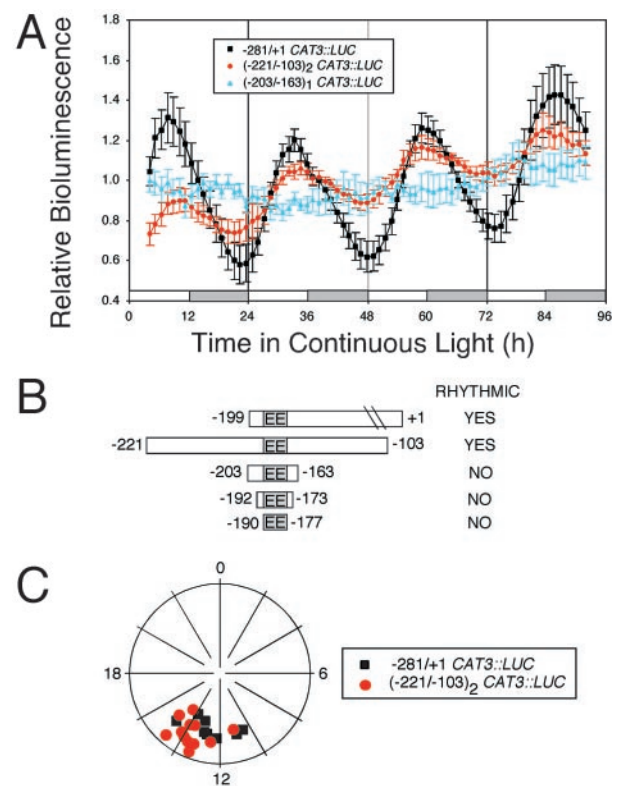 A
Relative Bioluminescence
1.8
1.6
1.4
1.2
1.0
0.8
0.6
0.4
-281/+1 CAT3::LUC
(-221/-103)2 CAT3::LUC
(-203/-163)1 CAT3::LUC
0 12 24 36 48 60 72 84 96
Time in Continuous Light (h)
B
RHYTHMIC
-199 EE +1 YES
-221 EE -103 YES
-203 EE -163 NO
-192 EE -173 NO
-190 EE -177 NO
C
0
18 6
12
-281/+1 CAT3::LUC
(-221/-103)2 CAT3::LUC